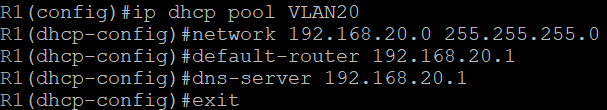 R1(config)#ip dhcp pool VLAN20
R1(dhcp-config)#network 192.168.20.0 255.255.255.0
R1(dhcp-config)#default-router 192.168.20.1
R1(dhcp-config)#dns-server 192.168.20.1
R1(dhcp-config)#exit